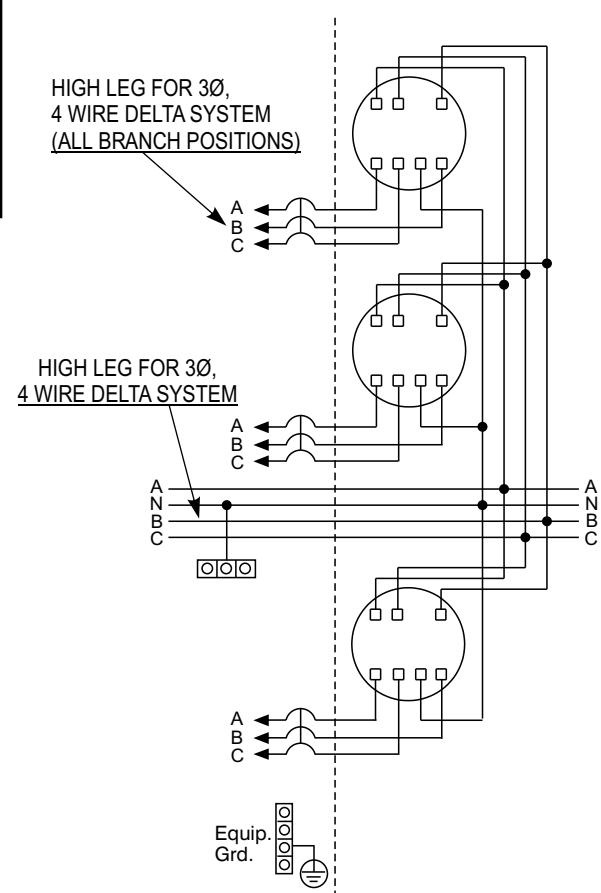 HIGH LEG FOR 3Ø,
4 WIRE DELTA SYSTEM
(ALL BRANCH POSITIONS)
A
B
C
HIGH LEG FOR 3Ø,
4 WIRE DELTA SYSTEM
A
B
C
A A
N N
B B
C C
A
B
C
Equip.
Grd.